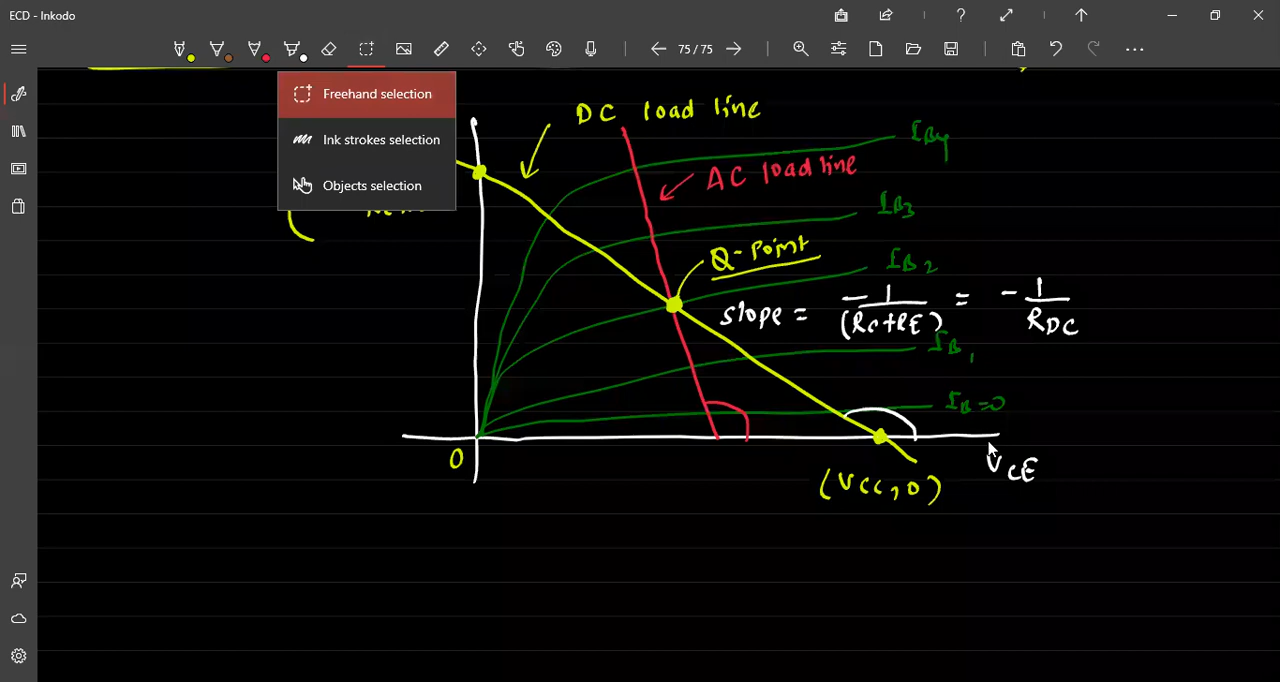 ECD - Inkodo
75 / 75
Freehand selection
Ink strokes selection
Objects selection
DC load line
IB4
AC load line
IB3
Q-point
IB2
slope = -1/(RC+RE) = -1/RDC
IB1
IB=0
0
VCE
(VCC, 0)